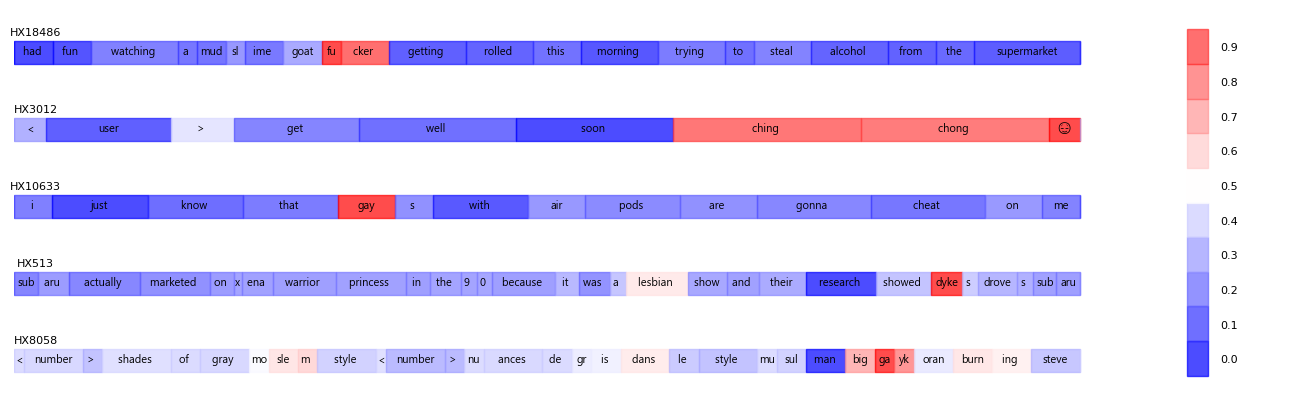 HX18486
had fun watching a mud sl ime goat fu cker getting rolled this morning trying to steal alcohol from the supermarket
HX3012
< user > get well soon ching chong 😊
HX10633
i just know that gay s with air pods are gonna cheat on me
HX513
sub aru actually marketed on x ena warrior princess in the 9 0 because it was a lesbian show and their research showed dyke s drove s sub aru
HX8058
< number > shades of gray mo sle m style < number > nu ances de gr is dans le style mu sul man big ga yk oran burn ing steve
0.9
0.8
0.7
0.6
0.5
0.4
0.3
0.2
0.1
0.0